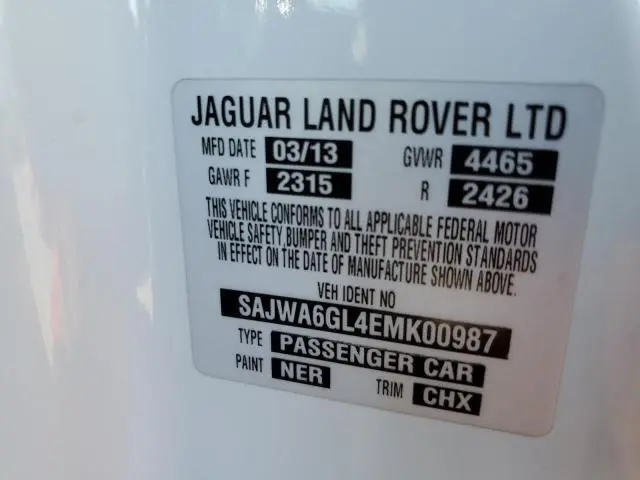 JAGUAR LAND ROVER LTD
MFD DATE 03/13 GVWR 4465
GAWR F 2315 R 2426
THIS VEHICLE CONFORMS TO ALL APPLICABLE FEDERAL MOTOR
VEHICLE SAFETY, BUMPER AND THEFT PREVENTION STANDARDS
IN EFFECT ON THE DATE OF MANUFACTURE SHOWN ABOVE.
VEH IDENT NO
SAJWA6GL4EMK00987
TYPE PASSENGER CAR
PAINT NER TRIM CHX